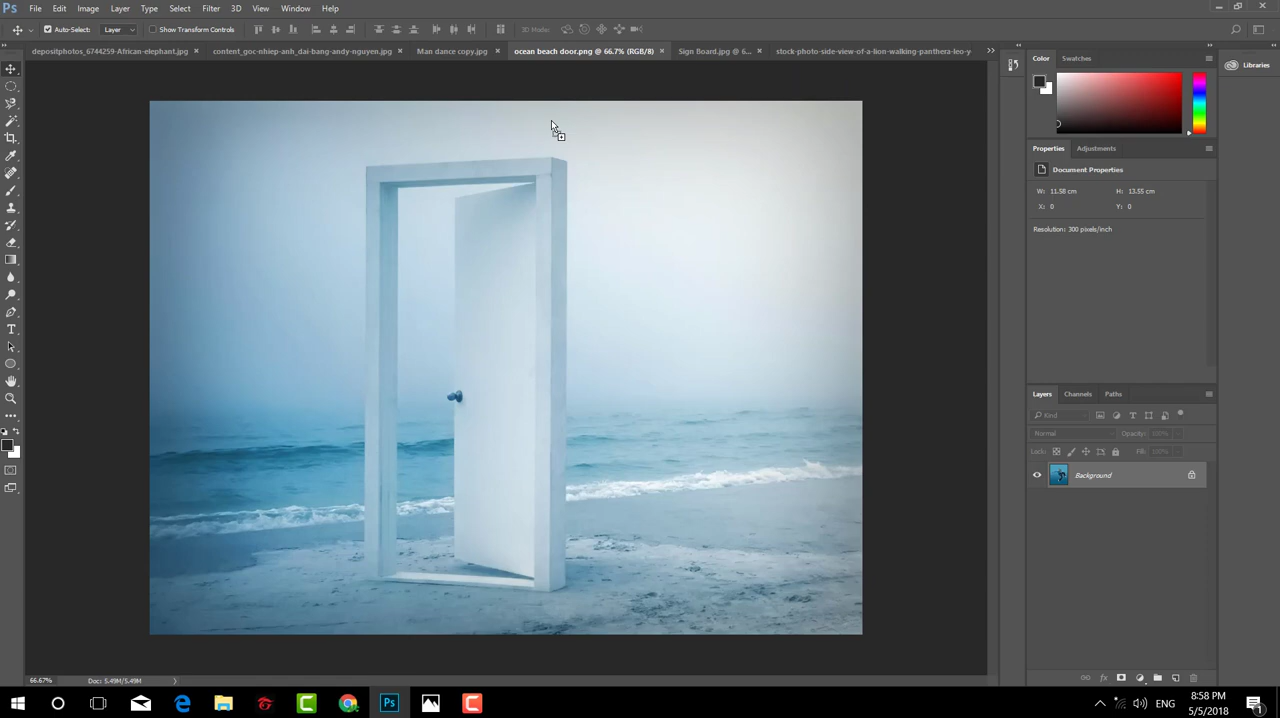 Ps File Edit Image Layer Type Select Filter 3D View Window Help
Auto-Select: Layer Show Transform Controls 3D Mode:
depositphotos_6744259-African-elephant.jpg × content_goc-nhiep-anh_dai-bang-andy-nguyen.jpg × Man dance copy.jpg × ocean beach door.png @ 66.7% (RGB/8) × Sign Board.jpg @ 6... × stock-photo-side-view-of-a-lion-walking-panthera-leo-y
Color Swatches
Libraries
Properties Adjustments
Document Properties
W: 11.58 cm H: 13.55 cm
X: 0 Y: 0
Resolution: 300 pixels/inch
Layers Channels Paths
Kind
Normal Opacity: 100%
Lock: Fill: 100%
Background
66.67% Doc: 5.49M/5.49M
Ps
ENG
8:58 PM
5/5/2018
1